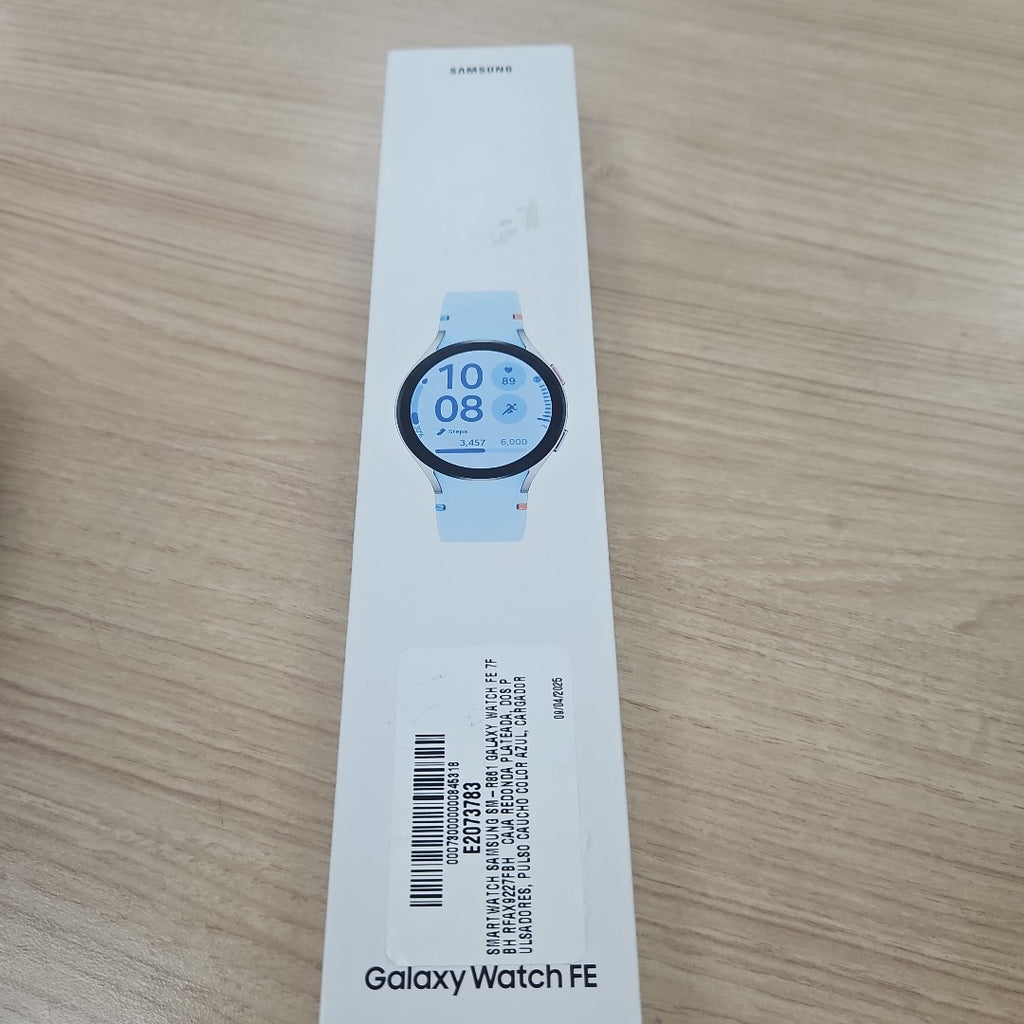 SAMSUNG
10
89
08
Steps
3,457 6,000
00073000000000845318
E2073783
SMARTWATCH SAMSUNG SM-R861 GALAXY WATCH FE 7F
BH RFAX9227FBH CAJA REDONDA PLATEADA, DOS P
ULSADORES, PULSO CAUCHO COLOR AZUL, CARGADOR
09/04/2025
Galaxy Watch FE